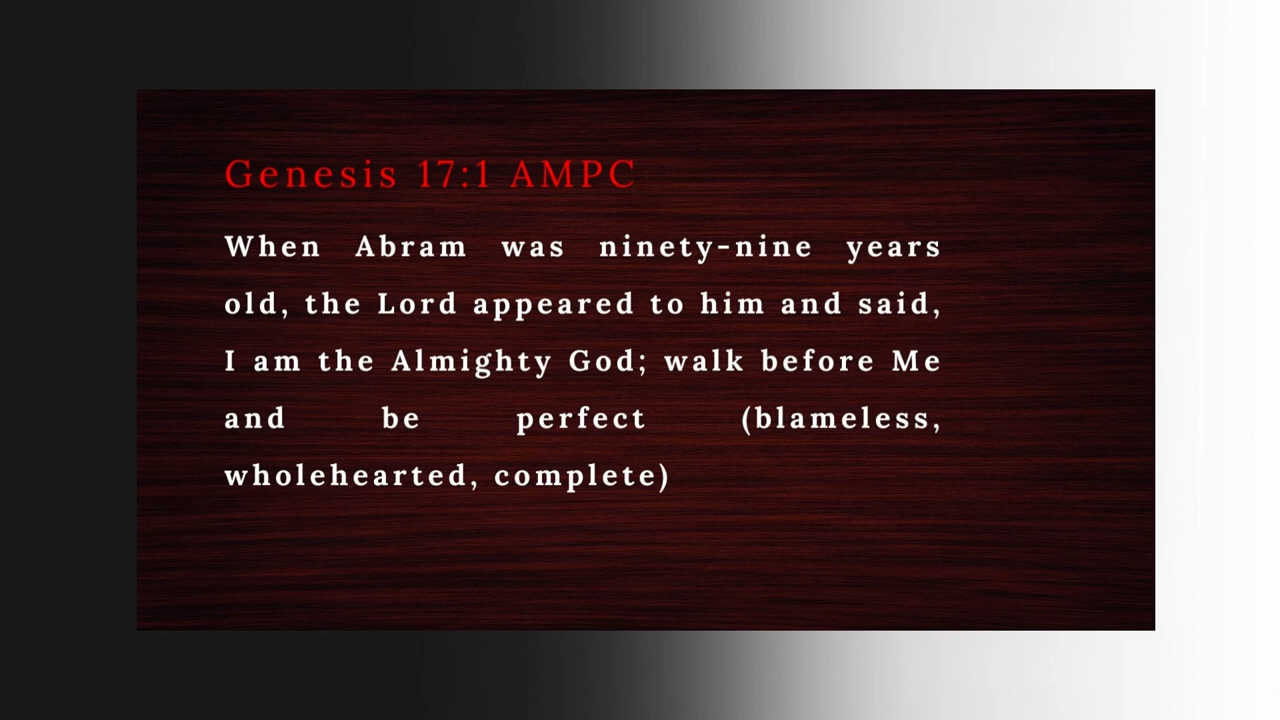 Genesis 17:1 AMPC
When Abram was ninety-nine years
old, the Lord appeared to him and said,
I am the Almighty God; walk before Me
and be perfect (blameless,
wholehearted, complete)